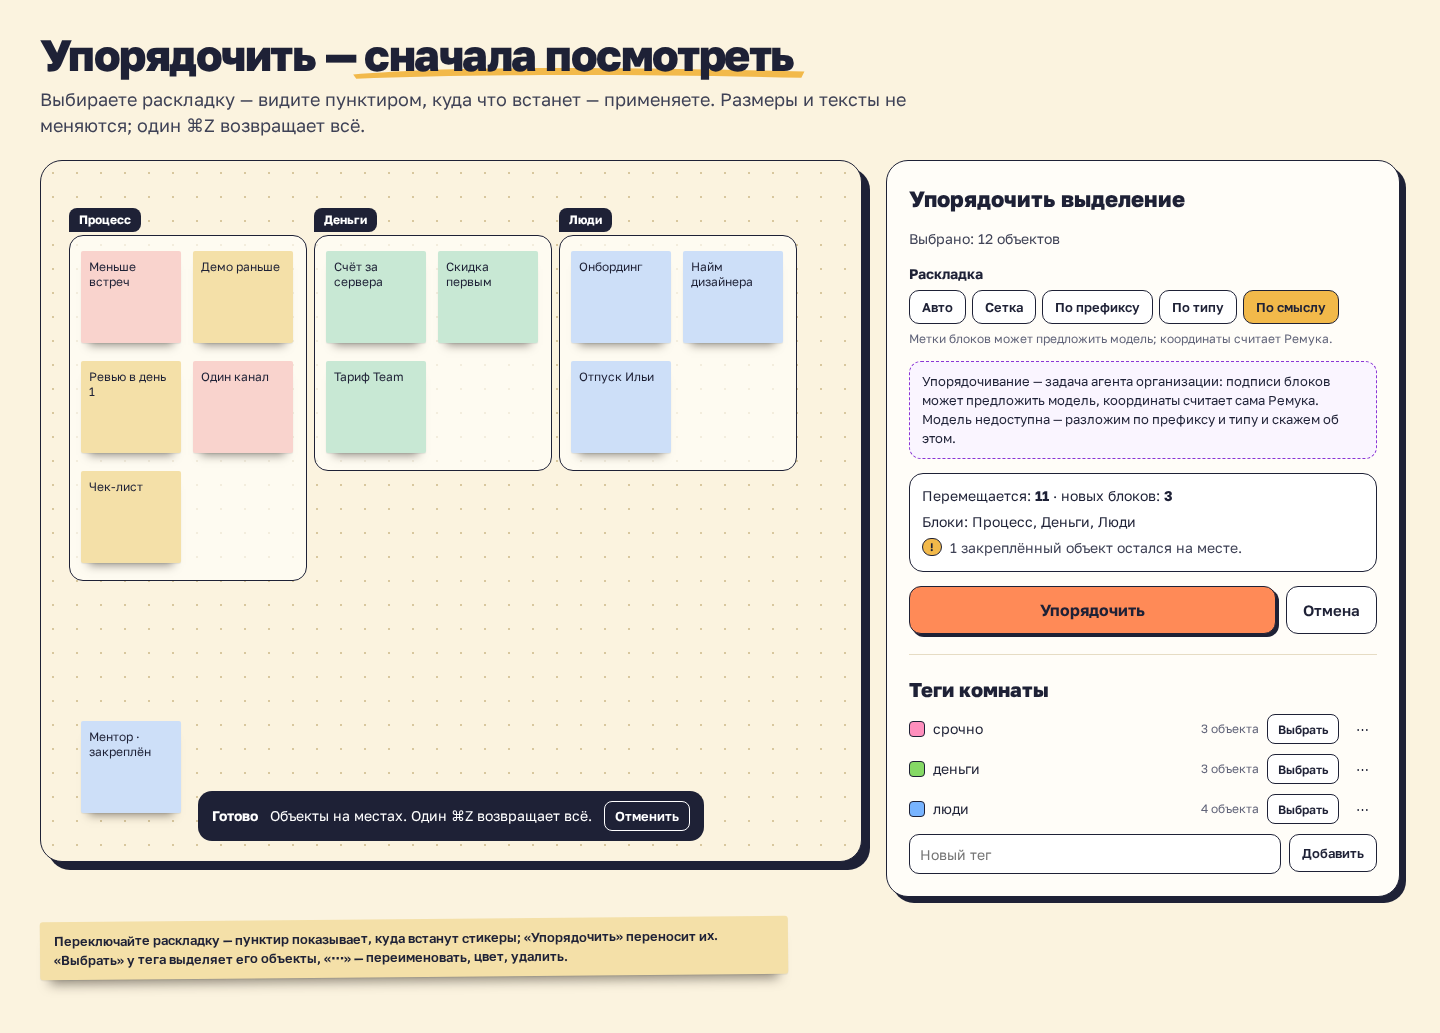 Упорядочить — сначала посмотреть
Выбираете раскладку — видите пунктиром, куда что встанет — применяете. Размеры и тексты не
меняются; один ⌘Z возвращает всё.
Процесс
Меньше
встреч
Демо раньше
Ревью в день
1
Один канал
Чек-лист
Деньги
Счёт за
сервера
Скидка
первым
Тариф Team
Люди
Онбординг
Найм
дизайнера
Отпуск Ильи
Ментор ·
закреплён
Готово Объекты на местах. Один ⌘Z возвращает всё. Отменить
Упорядочить выделение
Выбрано: 12 объектов
Раскладка
Авто Сетка По префиксу По типу По смыслу
Метки блоков может предложить модель; координаты считает Ремука.
Упорядочивание — задача агента организации: подписи блоков
может предложить модель, координаты считает сама Ремука.
Модель недоступна — разложим по префиксу и типу и скажем об
этом.
Перемещается: 11 · новых блоков: 3
Блоки: Процесс, Деньги, Люди
! 1 закреплённый объект остался на месте.
Упорядочить Отмена
Теги комнаты
срочно 3 объекта Выбрать ⋯
деньги 3 объекта Выбрать ⋯
люди 4 объекта Выбрать ⋯
Новый тег Добавить
Переключайте раскладку — пунктир показывает, куда встанут стикеры; «Упорядочить» переносит их.
«Выбрать» у тега выделяет его объекты, «⋯» — переименовать, цвет, удалить.